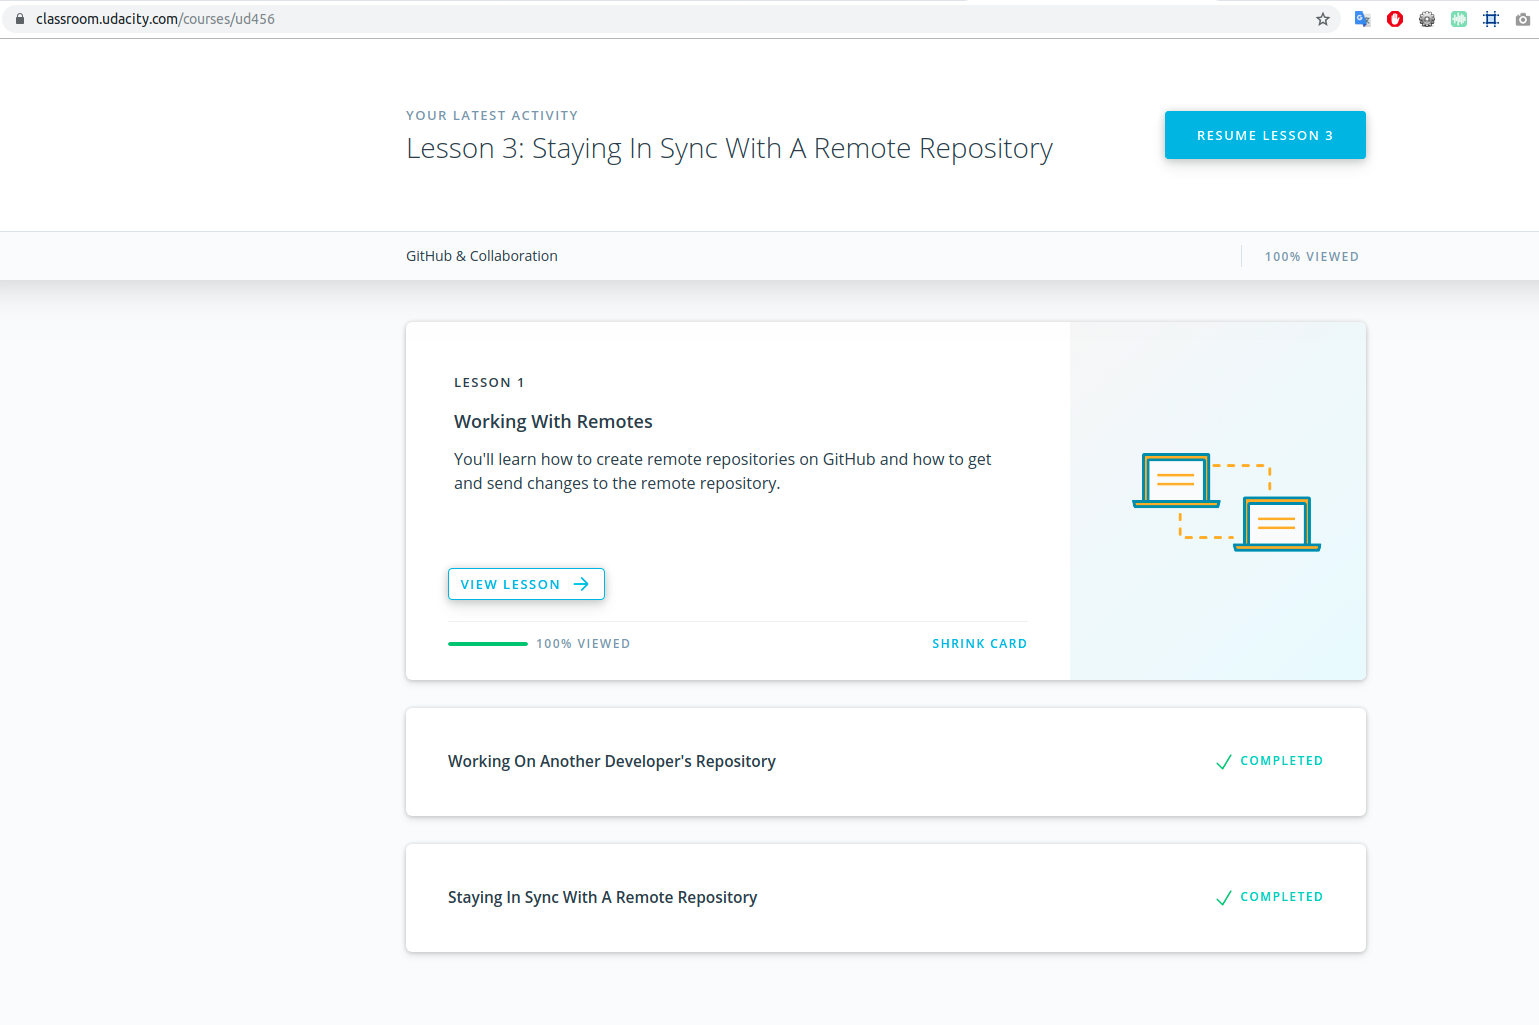 classroom.udacity.com/courses/ud456
YOUR LATEST ACTIVITY
Lesson 3: Staying In Sync With A Remote Repository
RESUME LESSON 3
GitHub & Collaboration
100% VIEWED
LESSON 1
Working With Remotes
You'll learn how to create remote repositories on GitHub and how to get
and send changes to the remote repository.
VIEW LESSON
100% VIEWED
SHRINK CARD
Working On Another Developer's Repository
COMPLETED
Staying In Sync With A Remote Repository
COMPLETED